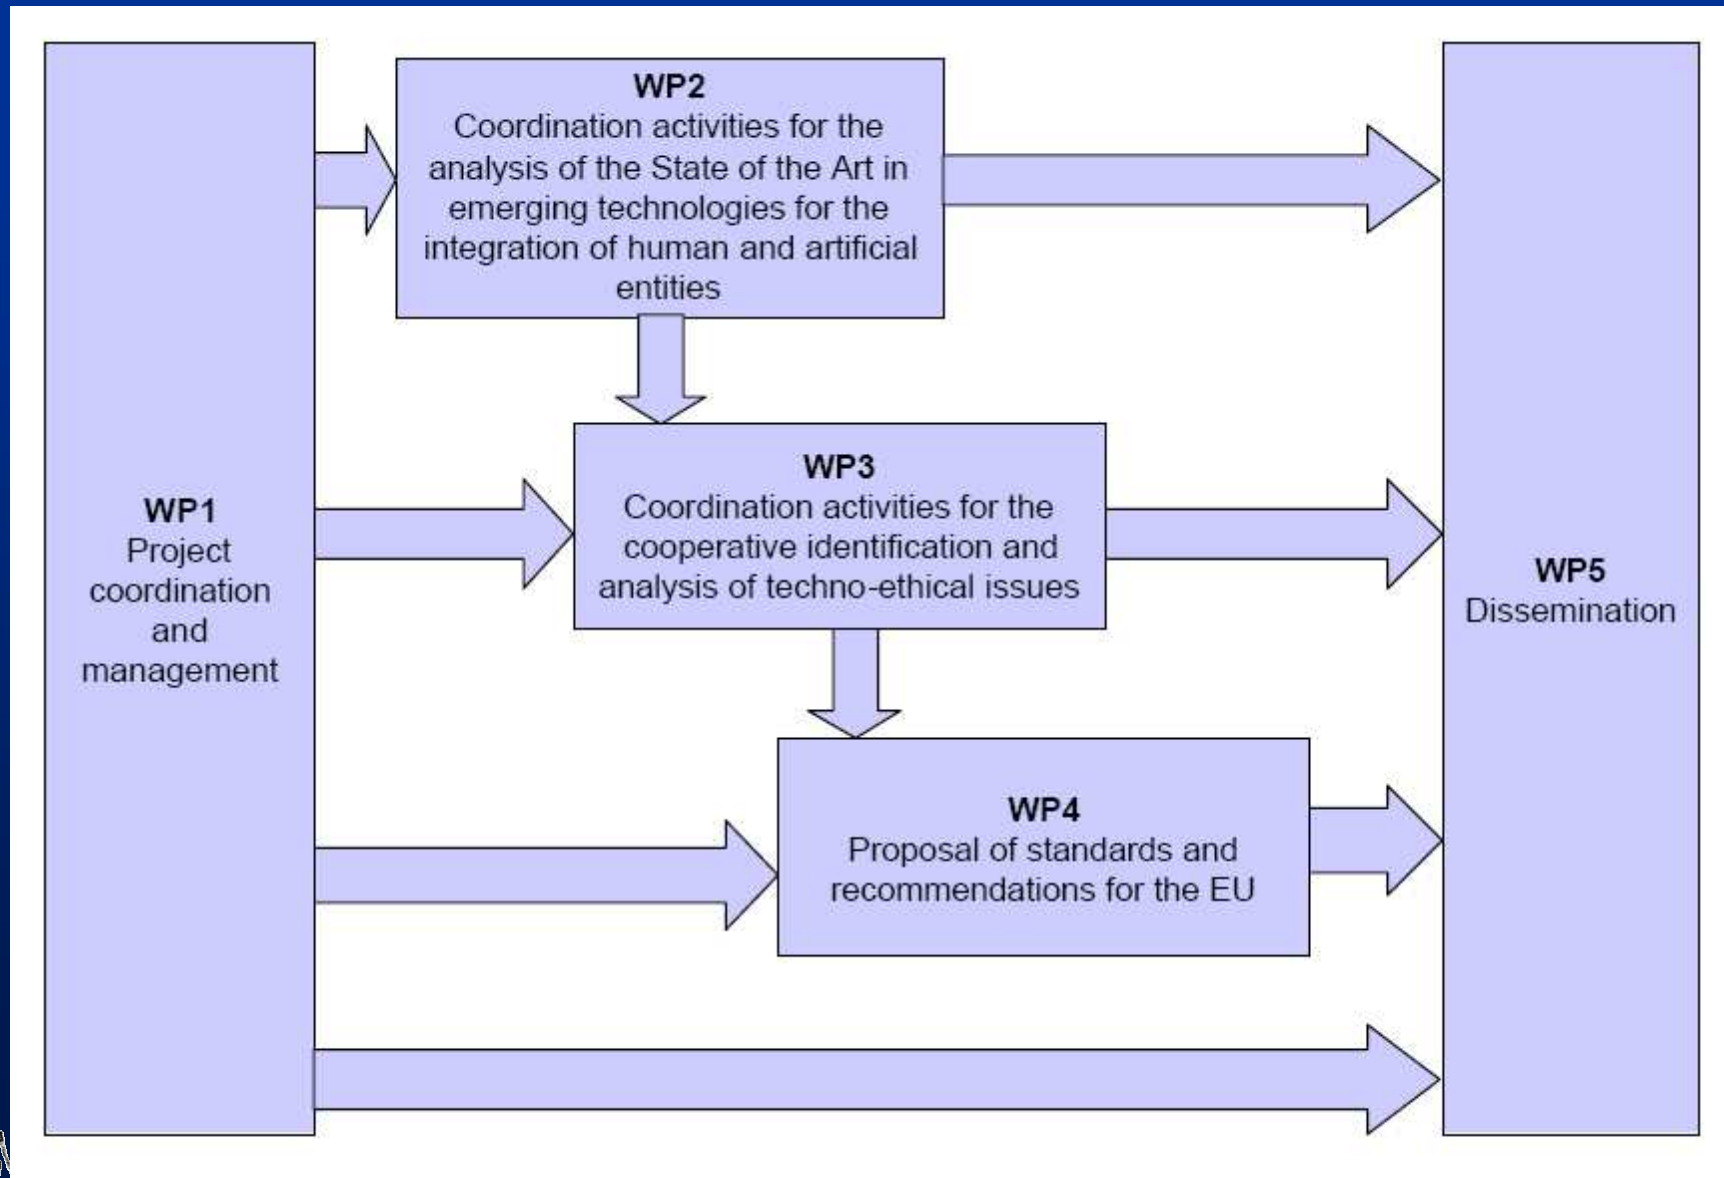 WP1
Project
coordination
and
management
WP2
Coordination activities for the
analysis of the State of the Art in
emerging technologies for the
integration of human and artificial
entities
WP3
Coordination activities for the
cooperative identification and
analysis of techno-ethical issues
WP4
Proposal of standards and
recommendations for the EU
WP5
Dissemination